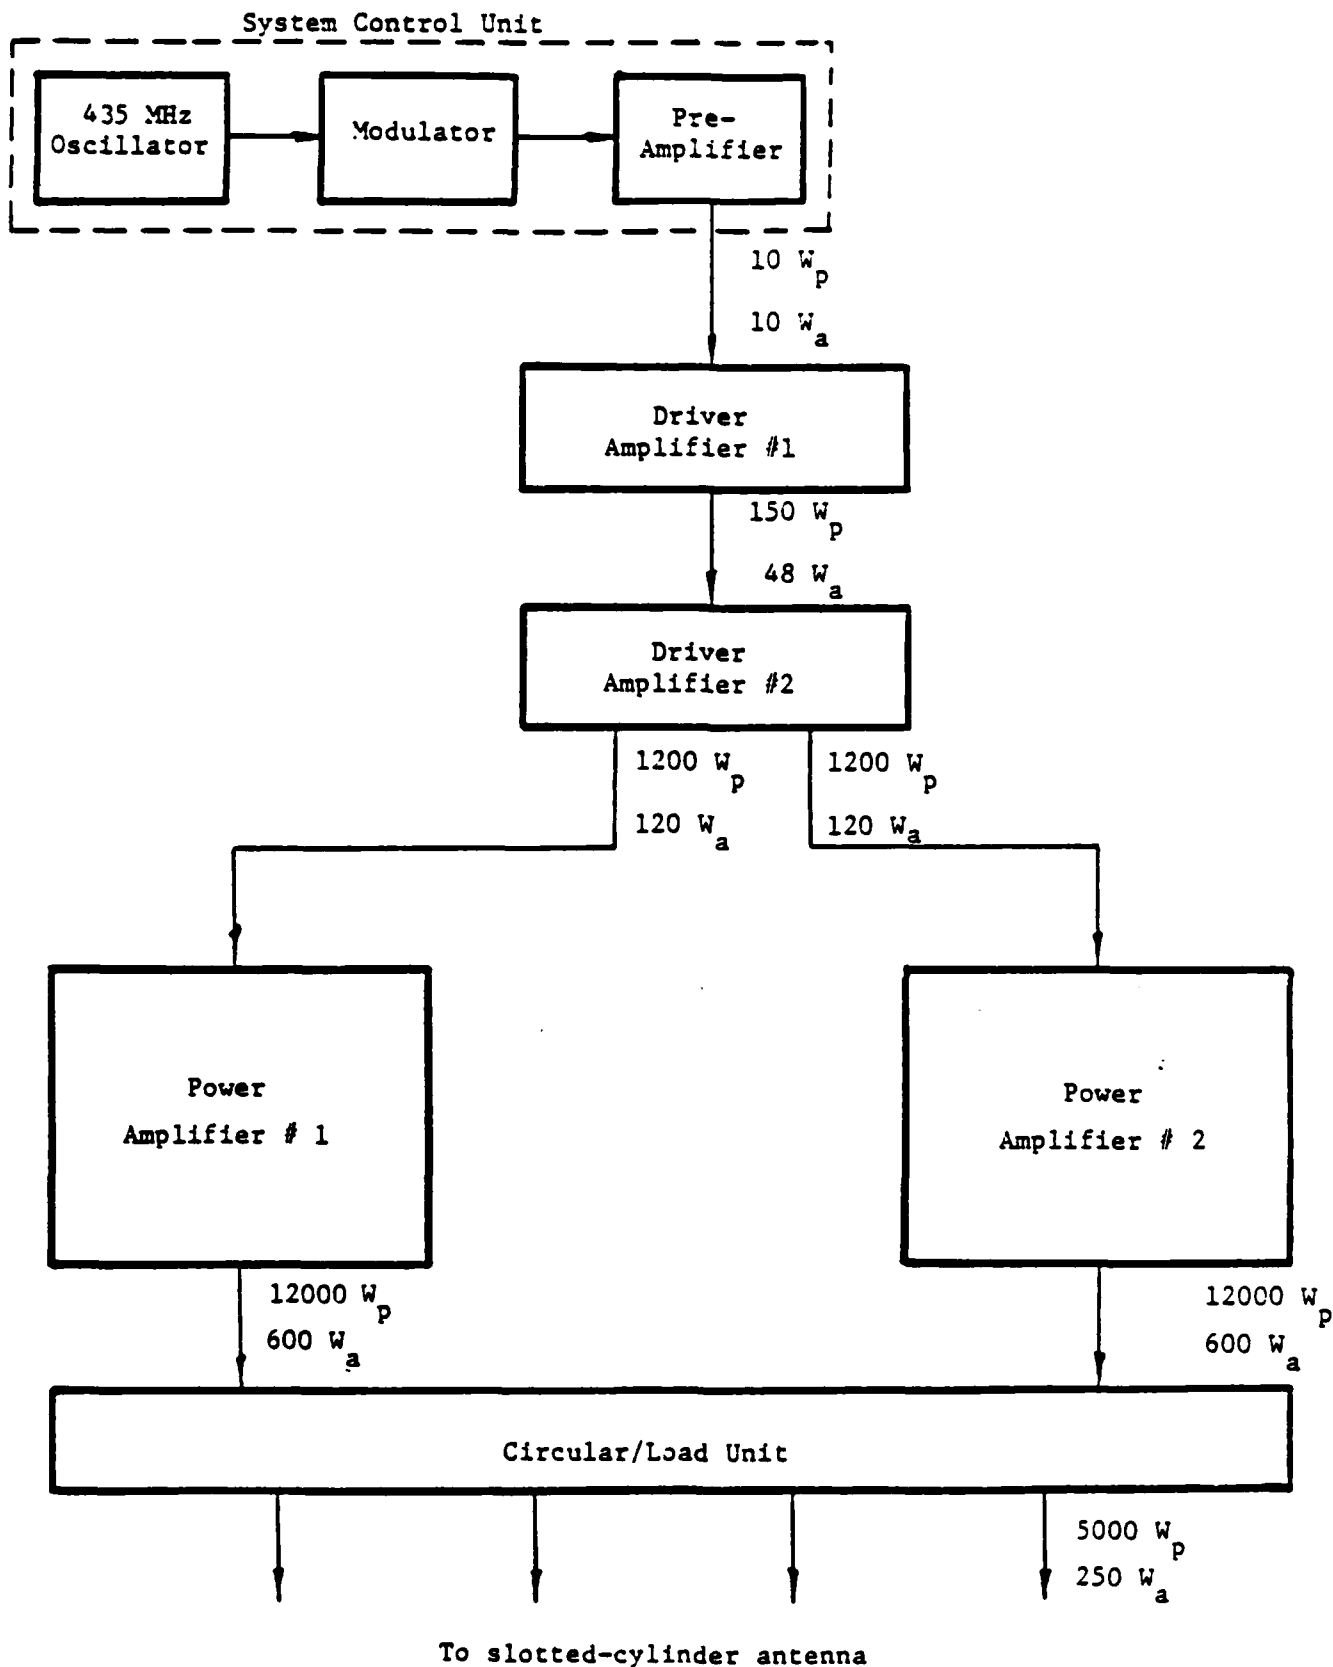 System Control Unit
435 MHz
Oscillator
Modulator
Pre-
Amplifier
10 Wp
10 Wa
Driver
Amplifier #1
150 Wp
48 Wa
Driver
Amplifier #2
1200 Wp
120 Wa
1200 Wp
120 Wa
Power
Amplifier # 1
Power
Amplifier # 2
12000 Wp
600 Wa
12000 Wp
600 Wa
Circular/Load Unit
5000 Wp
250 Wa
To slotted-cylinder antenna